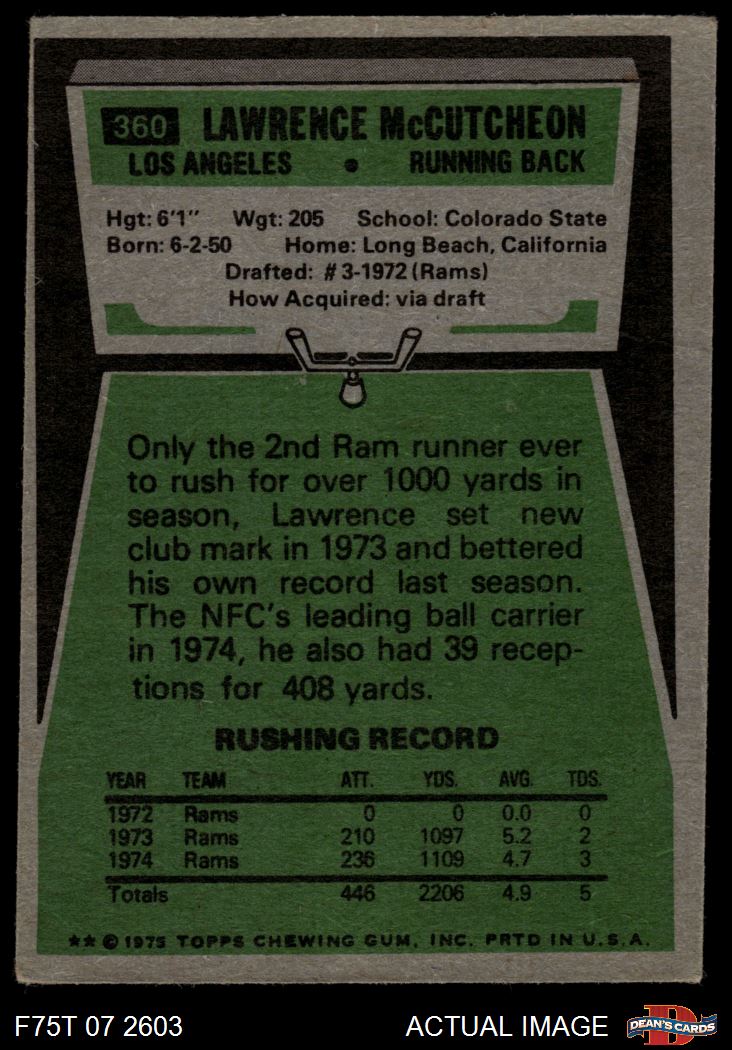 360 LAWRENCE McCUTCHEON
LOS ANGELES • RUNNING BACK
Hgt: 6'1" Wgt: 205 School: Colorado State
Born: 6-2-50 Home: Long Beach, California
Drafted: #3-1972 (Rams)
How Acquired: via draft
Only the 2nd Ram runner ever
to rush for over 1000 yards in
season, Lawrence set new
club mark in 1973 and bettered
his own record last season.
The NFC's leading ball carrier
in 1974, he also had 39 recep-
tions for 408 yards.
RUSHING RECORD
YEAR TEAM ATT. YDS. AVG. TDS.
1972 Rams 0 0 0.0 0
1973 Rams 210 1097 5.2 2
1974 Rams 236 1109 4.7 3
Totals 446 2206 4.9 5
** © 1975 TOPPS CHEWING GUM, INC. PRTD IN U.S.A.
F75T 07 2603 ACTUAL IMAGE D DEAN'S CARDS